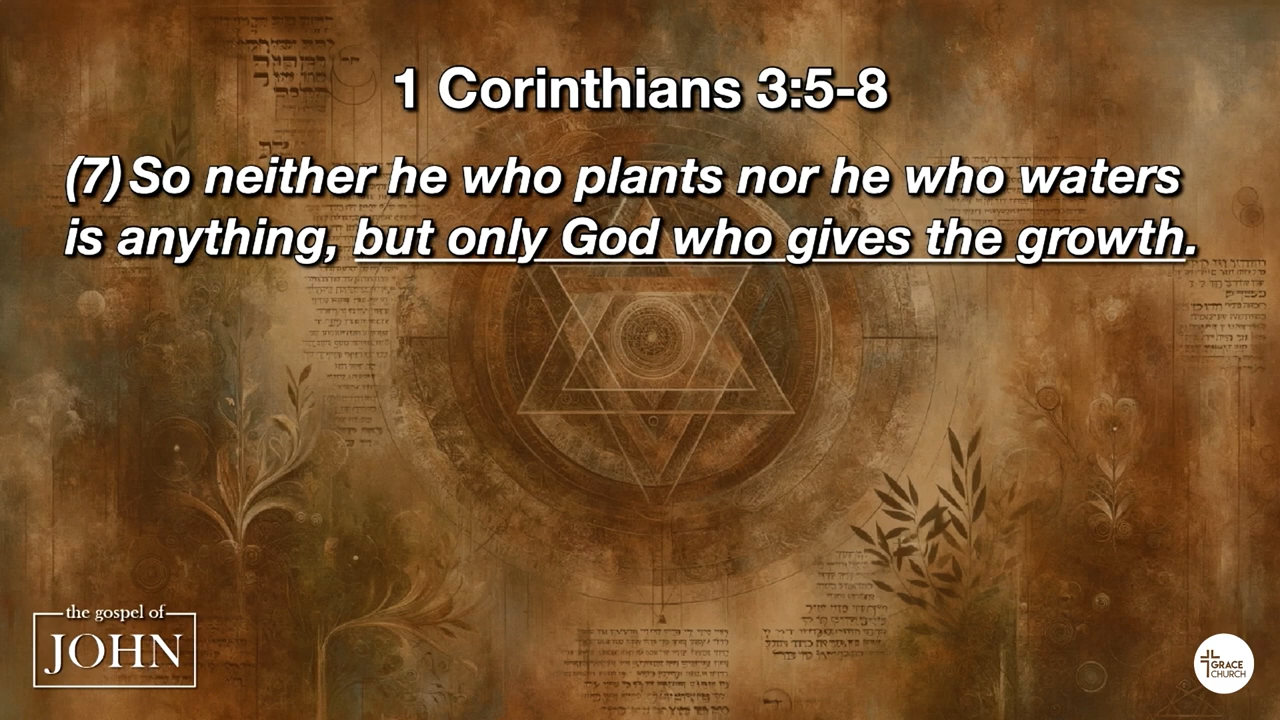 1 Corinthians 3:5-8
(7) So neither he who plants nor he who waters
is anything, but only God who gives the growth.
the gospel of
JOHN
GRACE
CHURCH